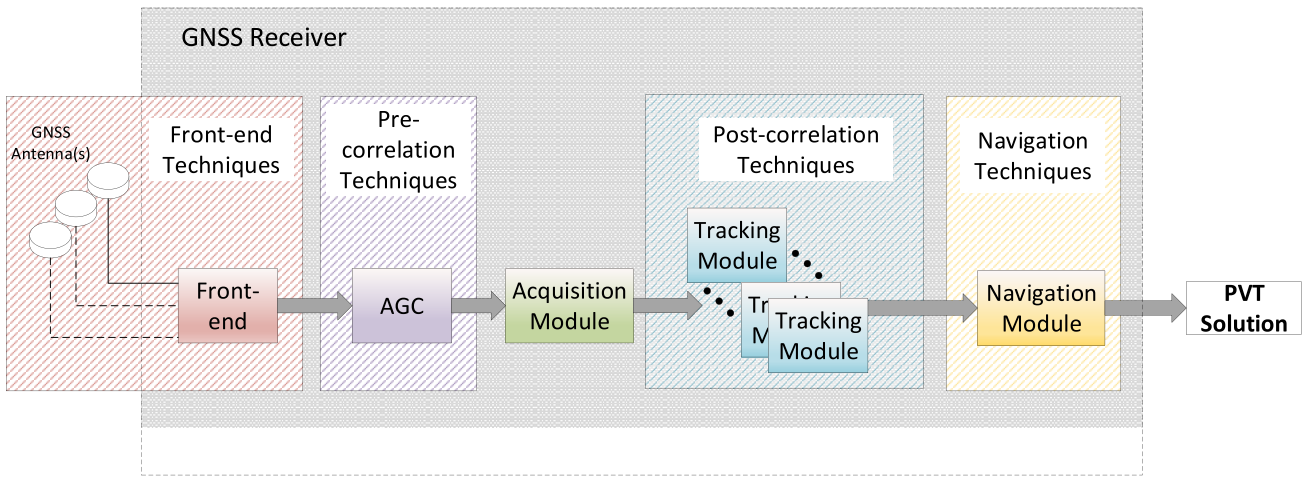 GNSS Receiver
GNSS
Antenna(s)
Front-end
Techniques
Pre-
correlation
Techniques
Post-correlation
Techniques
Navigation
Techniques
Front-
end
AGC
Acquisition
Module
Tracking
Module
Tracking
Module
Navigation
Module
PVT
Solution